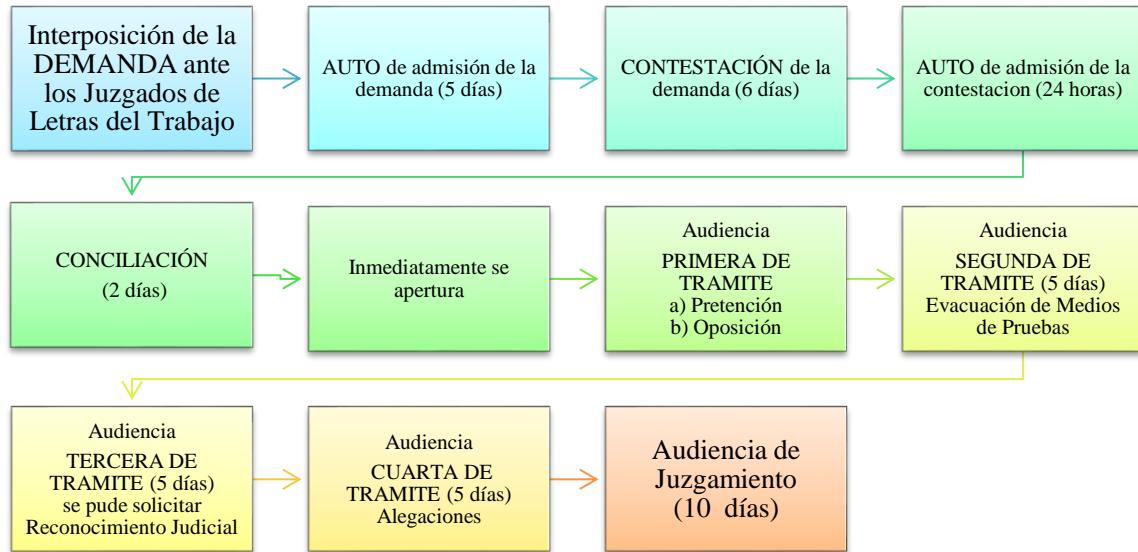 Interposición de la
DEMANDA ante
los Juzgados de
Letras del Trabajo
AUTO de admisión de la
demanda (5 días)
CONTESTACIÓN de la
demanda (6 días)
AUTO de admisión de la
contestacion (24 horas)
CONCILIACIÓN
(2 días)
Inmediatamente se
apertura
Audiencia
PRIMERA DE
TRAMITE
a) Pretención
b) Oposición
Audiencia
SEGUNDA DE
TRAMITE (5 días)
Evacuación de Medios
de Pruebas
Audiencia
TERCERA DE
TRAMITE (5 días)
se pude solicitar
Reconocimiento Judicial
Audiencia
CUARTA DE
TRAMITE (5 días)
Alegaciones
Audiencia de
Juzgamiento
(10 días)